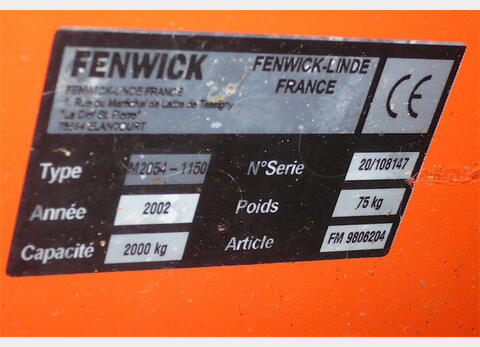 FENWICK
FENWICK-LINDE FRANCE
FENWICK-LINDE FRANCE
1, Rue du Maréchal de Lattre de Tassigny
"La Clef St. Pierre"
78854 ELANCOURT
CE
Type M2054-1150 N°Serie 20/108147
Année 2002 Poids 75 kg
Capacité 2000 kg Article FM 9806204